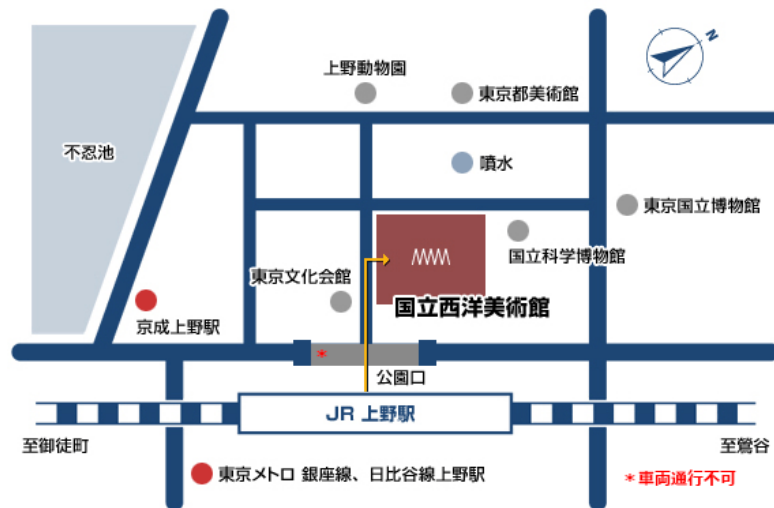 N
上野動物園
東京都美術館
不忍池
噴水
東京国立博物館
国立科学博物館
東京文化会館
国立西洋美術館
京成上野駅
*
公園口
JR 上野駅
至御徒町
至鶯谷
東京メトロ 銀座線、日比谷線上野駅
*車両通行不可